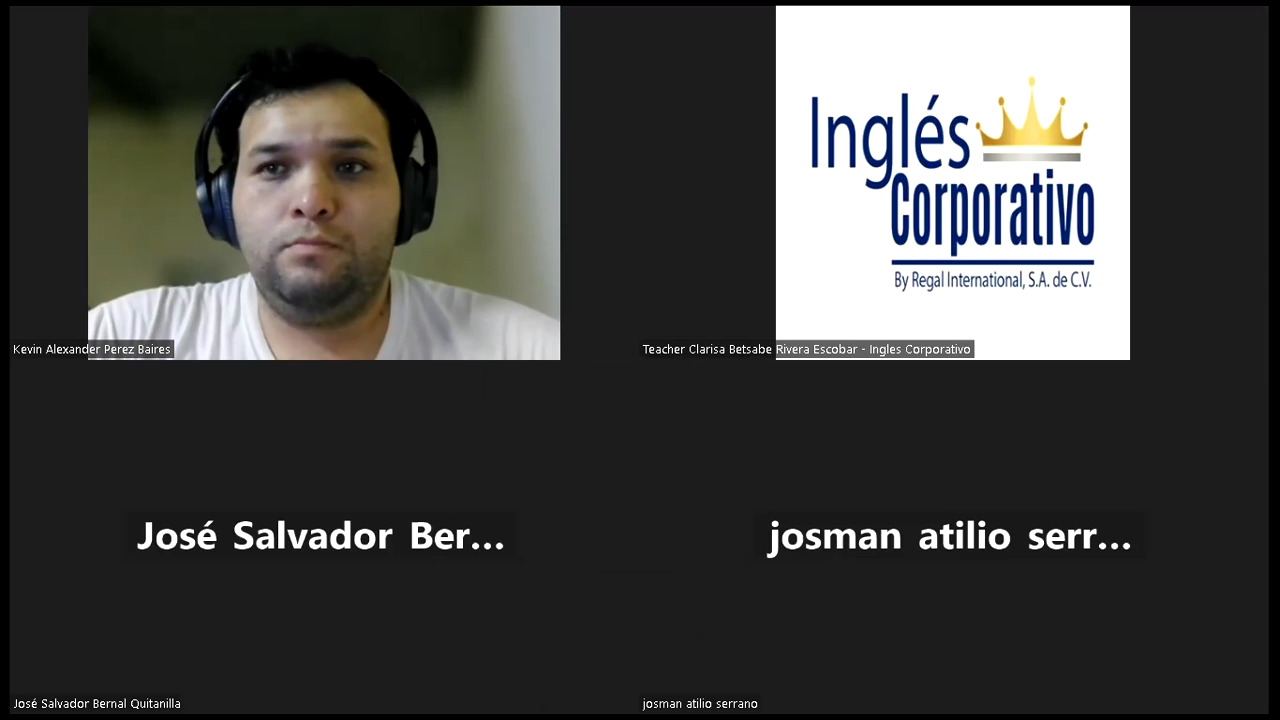 Inglés
Corporativo
By Regal International, S.A. de C.V.
Kevin Alexander Perez Baires
Teacher Clarisa Betsabe Rivera Escobar - Ingles Corporativo
José Salvador Ber...
josman atilio serr...
José Salvador Bernal Quitanilla
josman atilio serrano